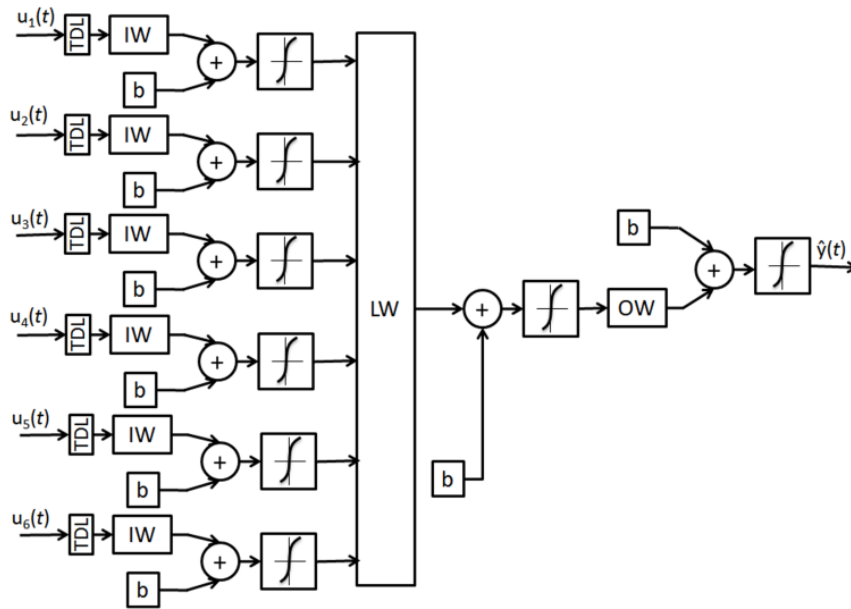 u₁(t)
TDL
IW
+
b
u₂(t)
TDL
IW
+
b
u₃(t)
TDL
IW
+
b
u₄(t)
TDL
IW
+
b
u₅(t)
TDL
IW
+
b
u₆(t)
TDL
IW
+
b
LW
+
b
OW
b
+
ŷ(t)